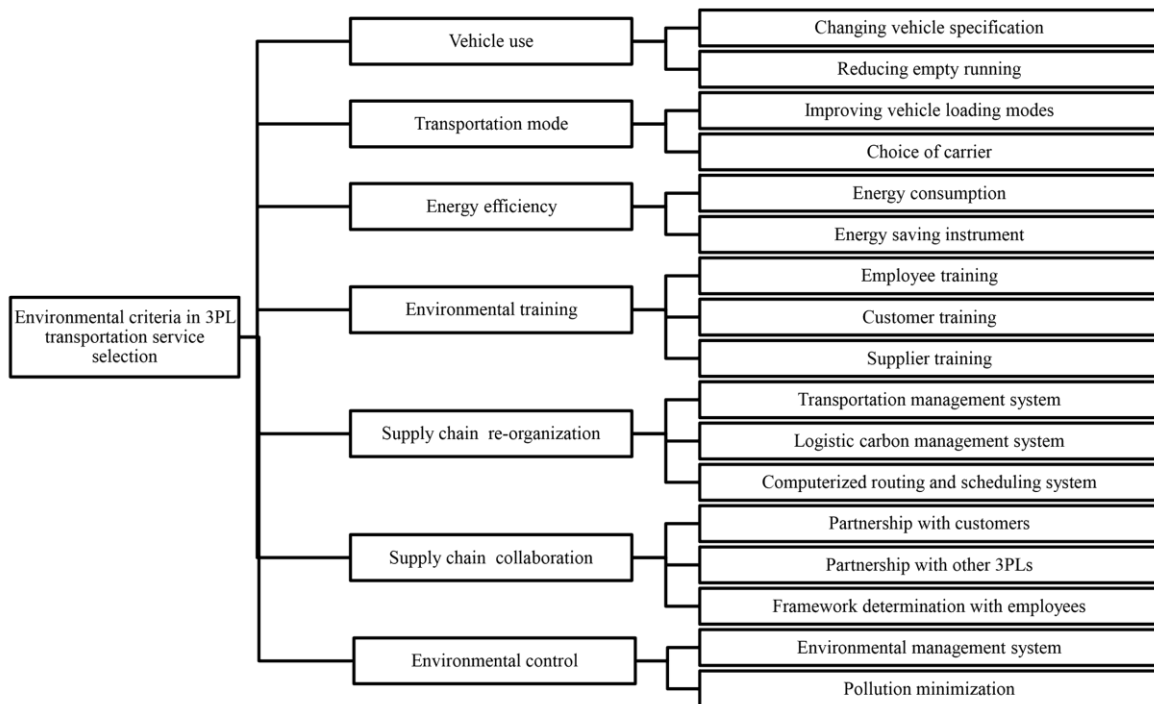 Environmental criteria in 3PL
transportation service
selection
Vehicle use
Changing vehicle specification
Reducing empty running
Transportation mode
Improving vehicle loading modes
Choice of carrier
Energy efficiency
Energy consumption
Energy saving instrument
Environmental training
Employee training
Customer training
Supplier training
Supply chain re-organization
Transportation management system
Logistic carbon management system
Computerized routing and scheduling system
Supply chain collaboration
Partnership with customers
Partnership with other 3PLs
Framework determination with employees
Environmental control
Environmental management system
Pollution minimization